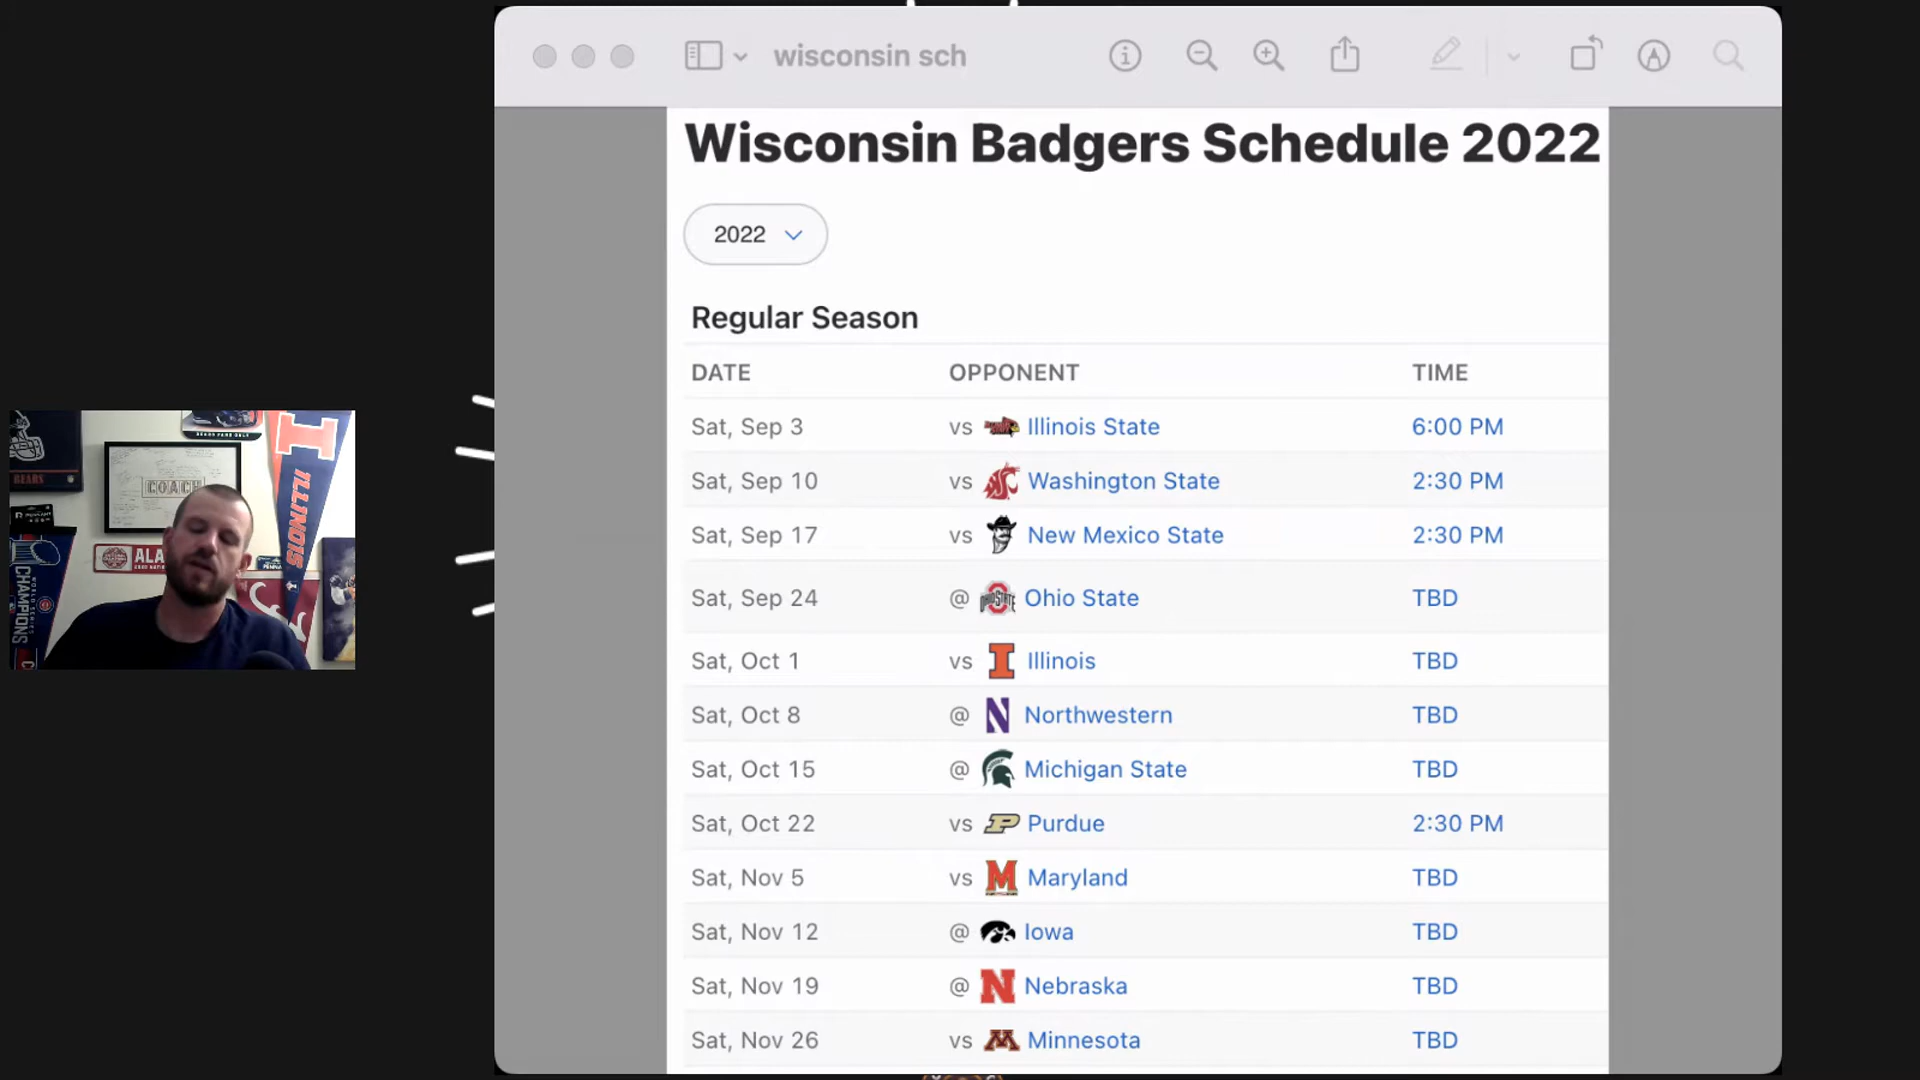 wisconsin sch
Wisconsin Badgers Schedule 2022
2022
Regular Season
DATE OPPONENT TIME
Sat, Sep 3 vs Illinois State 6:00 PM
Sat, Sep 10 vs Washington State 2:30 PM
Sat, Sep 17 vs New Mexico State 2:30 PM
Sat, Sep 24 @ OHIO STATE Ohio State TBD
Sat, Oct 1 vs I Illinois TBD
Sat, Oct 8 @ N Northwestern TBD
Sat, Oct 15 @ Michigan State TBD
Sat, Oct 22 vs P Purdue 2:30 PM
Sat, Nov 5 vs M Maryland TBD
Sat, Nov 12 @ Iowa TBD
Sat, Nov 19 @ N Nebraska TBD
Sat, Nov 26 vs M Minnesota TBD
BEARS
COACH
I ILLINOIS
ALA
CHAMPIONS